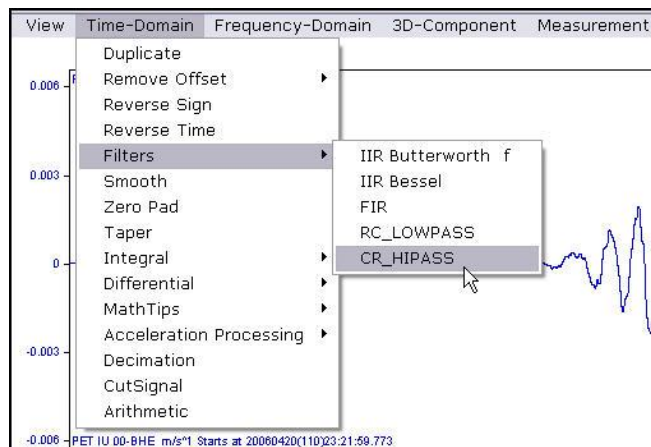 View Time-Domain Frequency-Domain 3D-Component Measurement
Duplicate
Remove Offset
Reverse Sign
Reverse Time
Filters
Smooth
Zero Pad
Taper
Integral
Differential
MathTips
Acceleration Processing
Decimation
CutSignal
Arithmetic
IIR Butterworth f
IIR Bessel
FIR
RC_LOWPASS
CR_HIPASS
0.006
0.003
0
-0.003
-0.006
PET IU 00-BHE m/s^1 Starts at 20060420(110)23:21:59.773